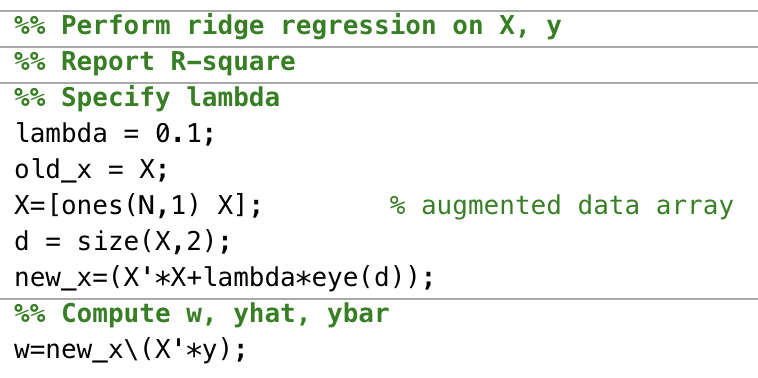 %% Perform ridge regression on X, y
%% Report R-square
%% Specify lambda
lambda = 0.1;
old_x = X;
X=[ones(N,1) X];        % augmented data array
d = size(X,2);
new_x=(X'*X+lambda*eye(d));
%% Compute w, yhat, ybar
w=new_x\(X'*y);